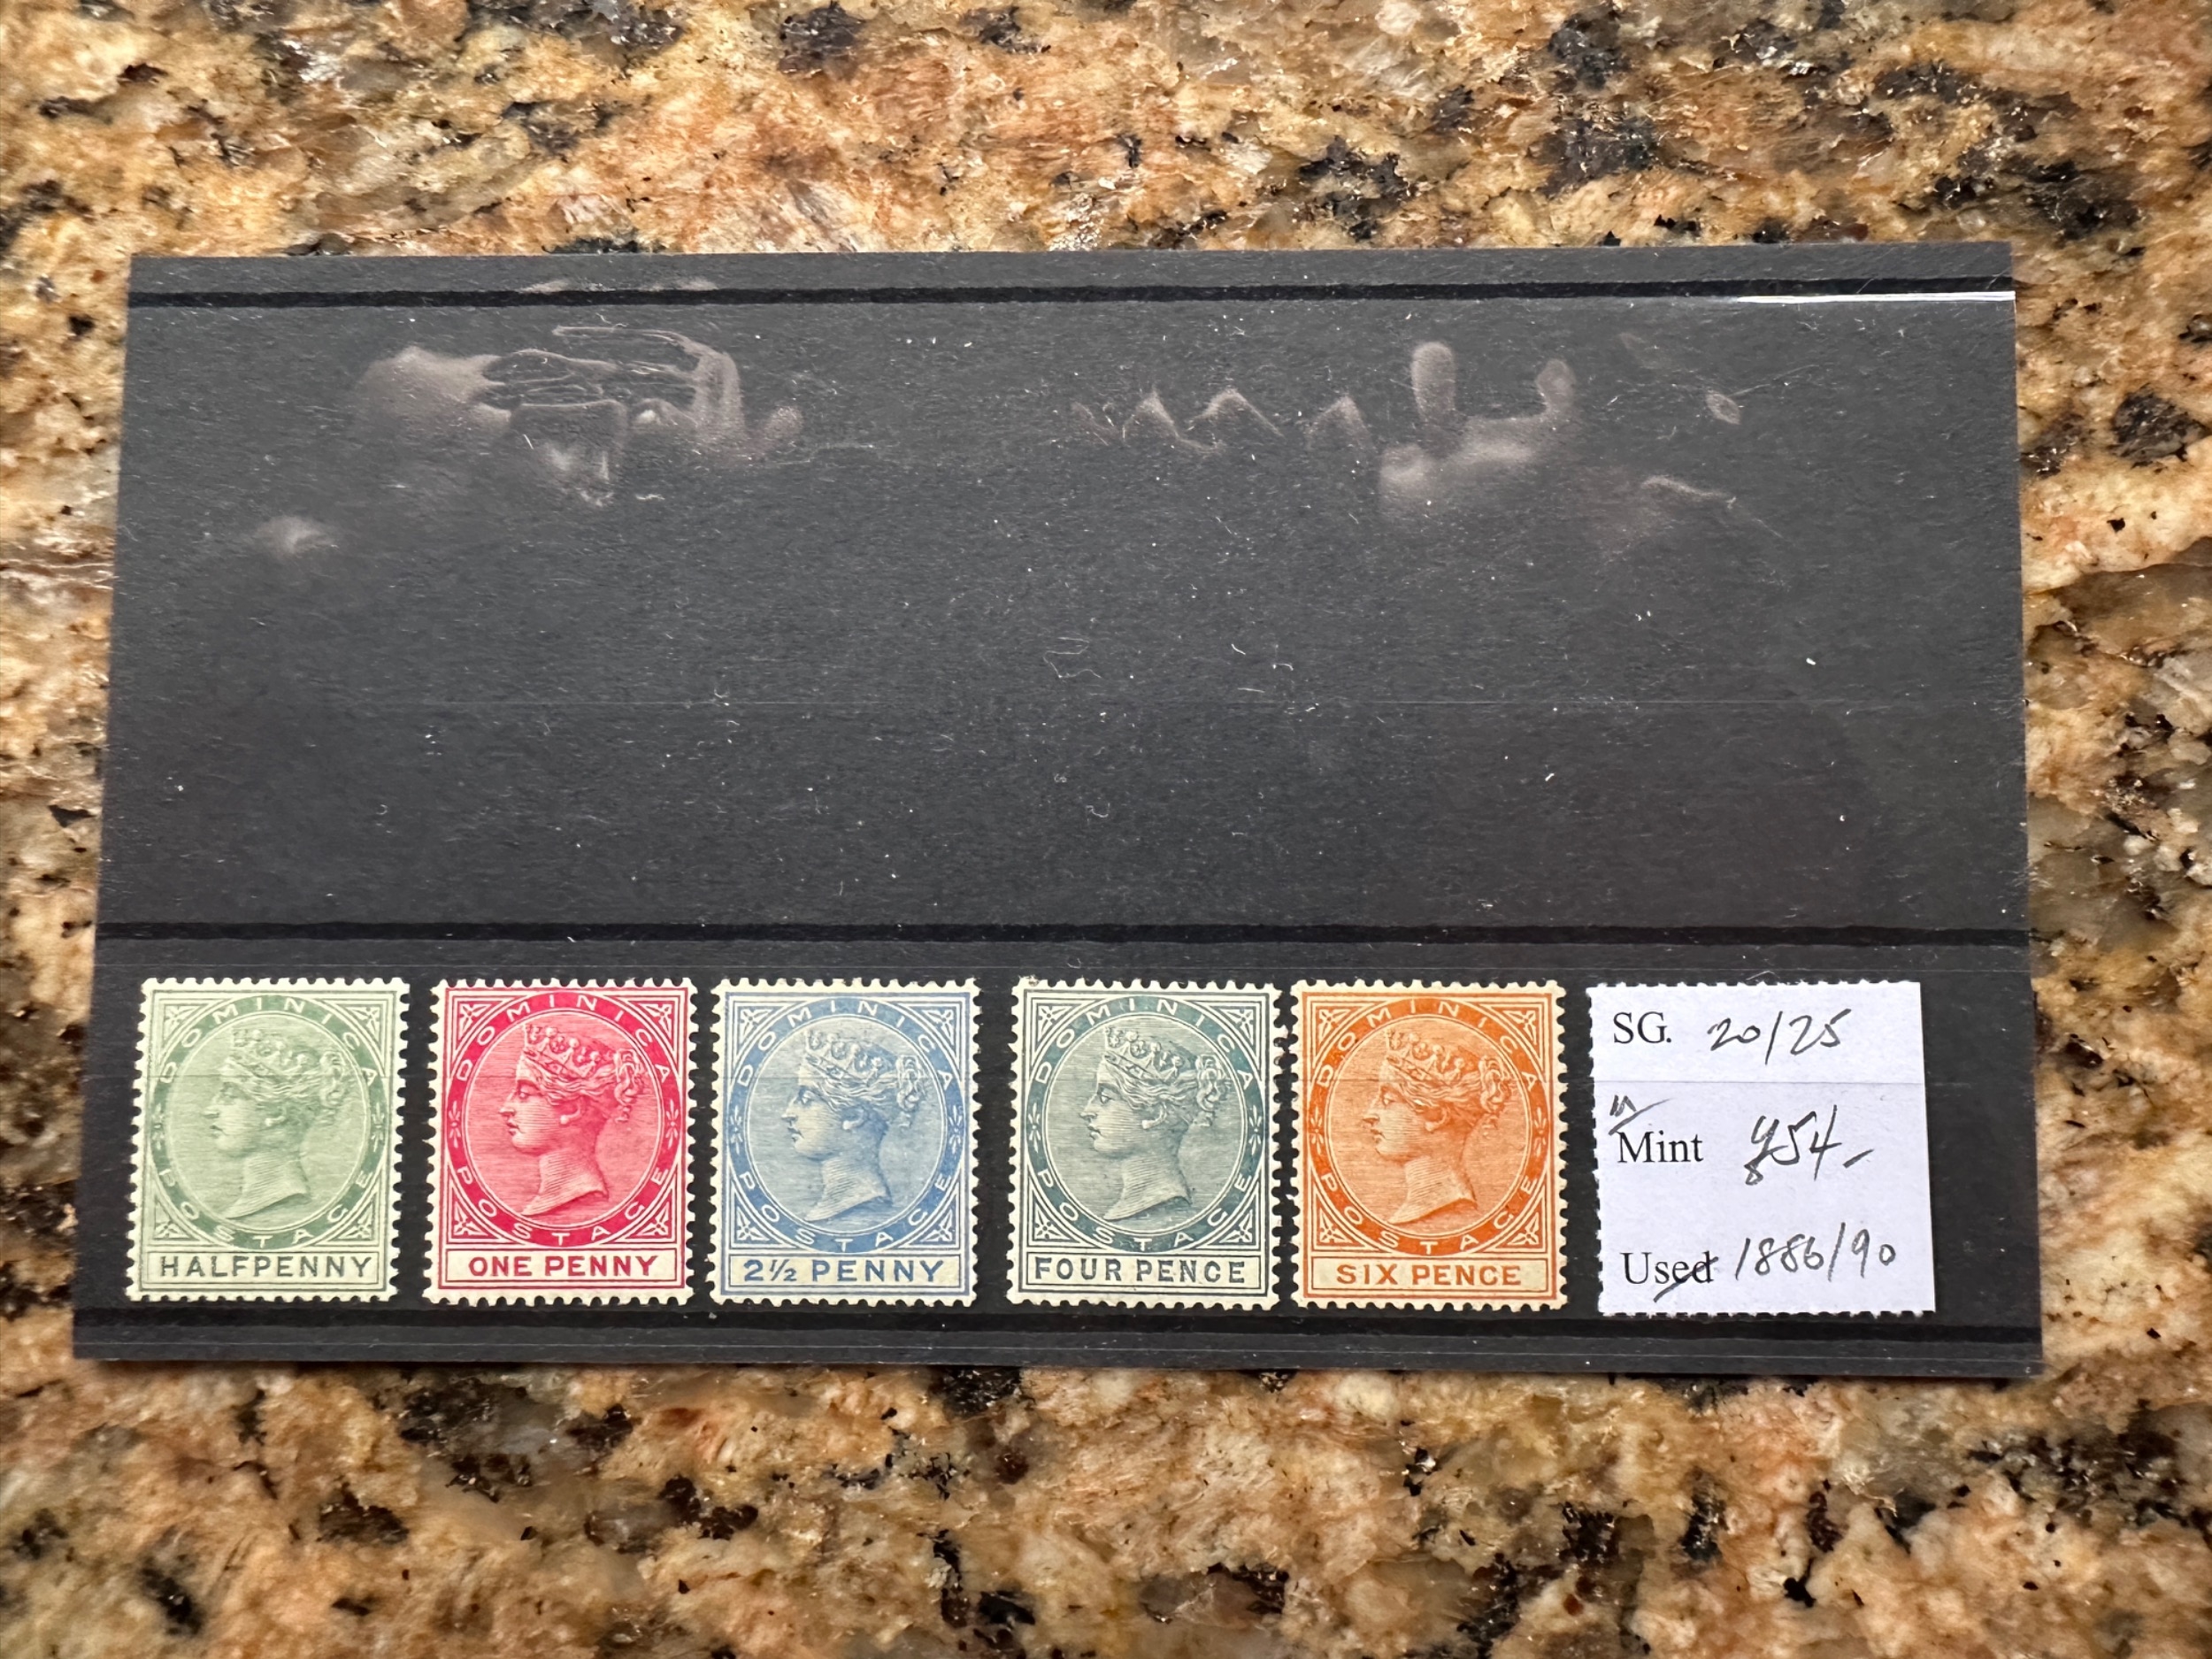 DOMINICA
POSTAGE
HALFPENNY
DOMINICA
POSTAGE
ONE PENNY
DOMINICA
POSTAGE
2½ PENNY
DOMINICA
POSTAGE
FOUR PENCE
DOMINICA
POSTAGE
SIX PENCE
SG. 20/25
Mint
Used 1886/90